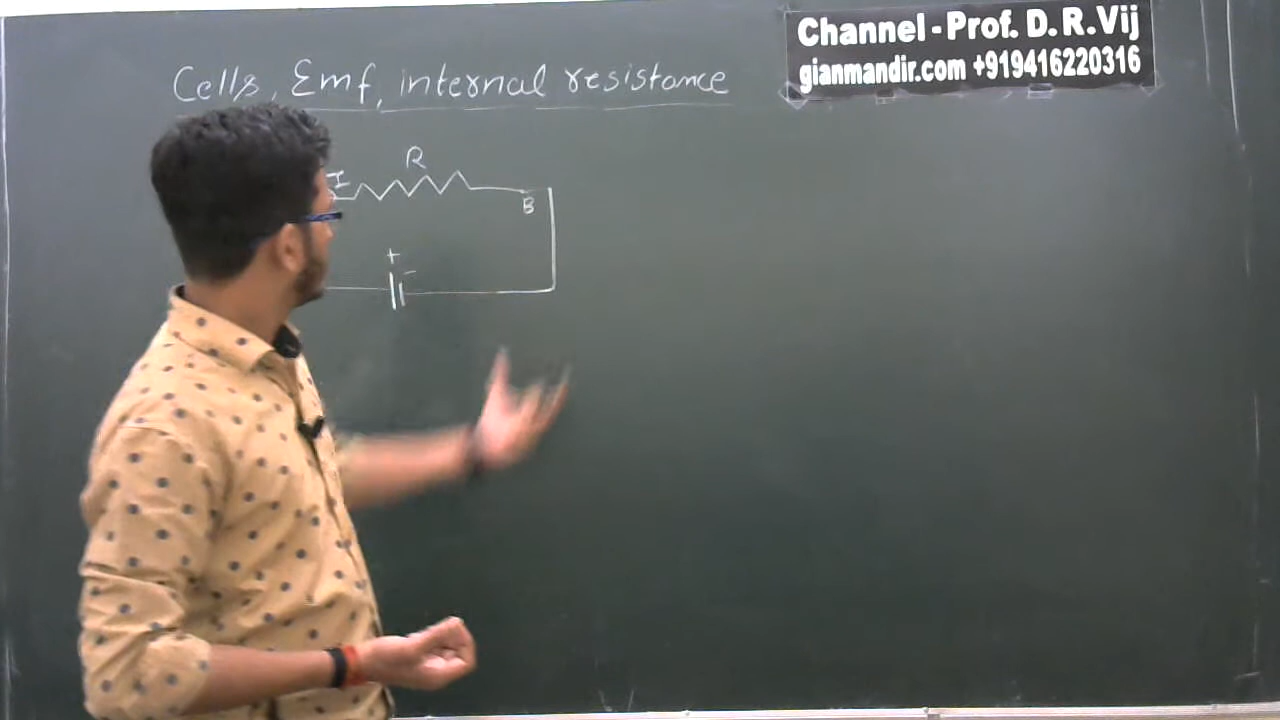 Channel - Prof. D. R. Vij
gianmandir.com +919416220316
Cells, Emf, internal resistance
R
I
B
+
-